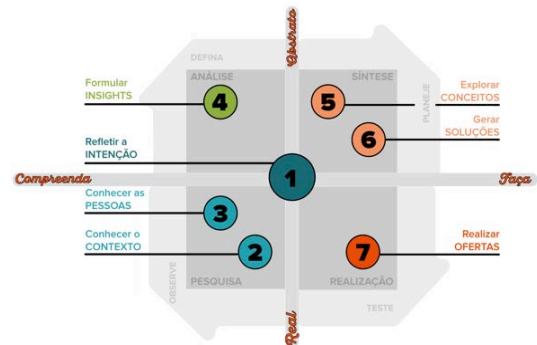 Abstrato
DEFINA
Formular
INSIGHTS
ANÁLISE
SÍNTESE
4
5
Explorar
CONCEITOS
PLANEJE
6
Gerar
SOLUÇÕES
Refletir a
INTENÇÃO
1
Compreenda
Faça
Conhecer as
PESSOAS
3
Conhecer o
CONTEXTO
2
7
Realizar
OFERTAS
OBSERVE
PESQUISA
REALIZAÇÃO
TESTE
Real